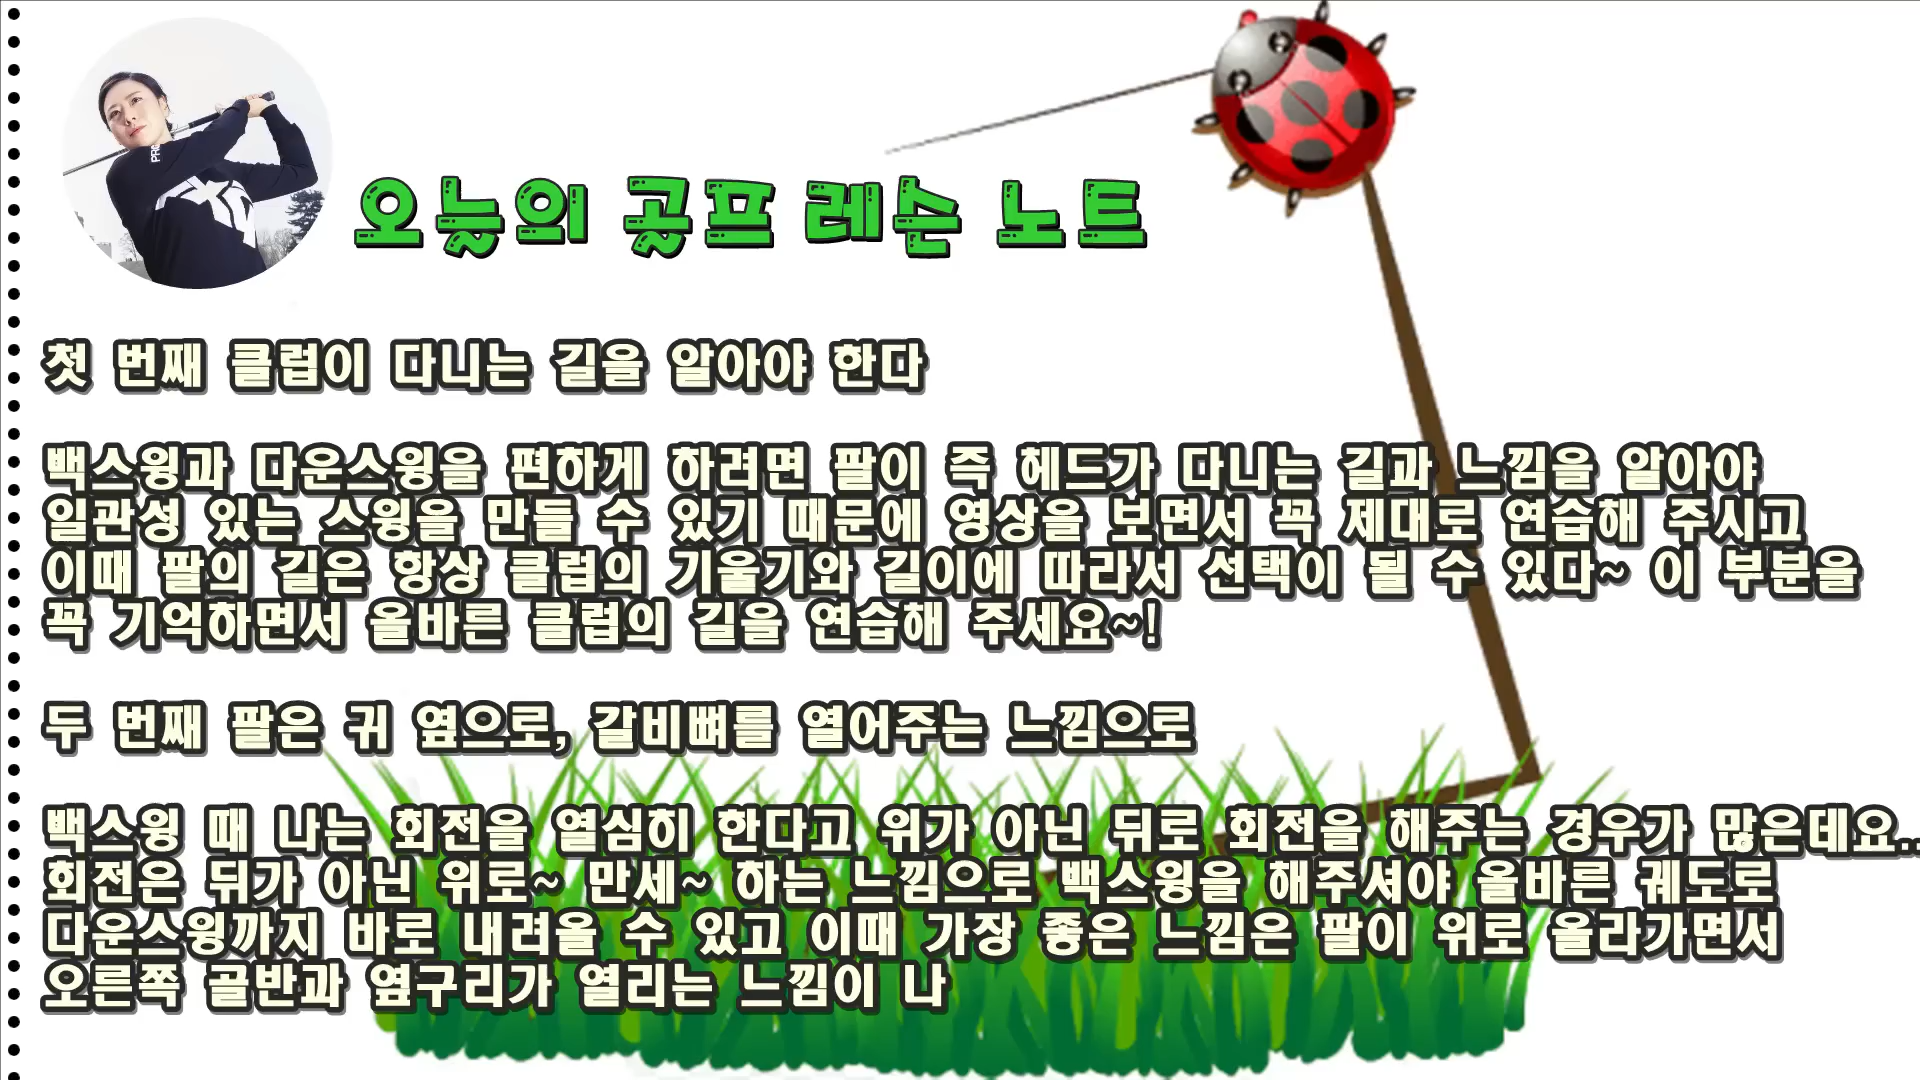 오늘의 골프 레슨 노트
첫 번째 클럽이 다니는 길을 알아야 한다
백스윙과 다운스윙을 편하게 하려면 팔이 즉 헤드가 다니는 길과 느낌을 알아야
일관성 있는 스윙을 만들 수 있기 때문에 영상을 보면서 꼭 제대로 연습해 주시고
이때 팔의 길은 항상 클럽의 기울기와 길이에 따라서 선택이 될 수 있다~ 이 부분을
꼭 기억하면서 올바른 클럽의 길을 연습해 주세요~!
두 번째 팔은 귀 옆으로, 갈비뼈를 열어주는 느낌으로
백스윙 때 나는 회전을 열심히 한다고 위가 아닌 뒤로 회전을 해주는 경우가 많은데요..
회전은 뒤가 아닌 위로~ 만세~ 하는 느낌으로 백스윙을 해주셔야 올바른 궤도로
다운스윙까지 바로 내려올 수 있고 이때 가장 좋은 느낌은 팔이 위로 올라가면서
오른쪽 골반과 옆구리가 열리는 느낌이 나